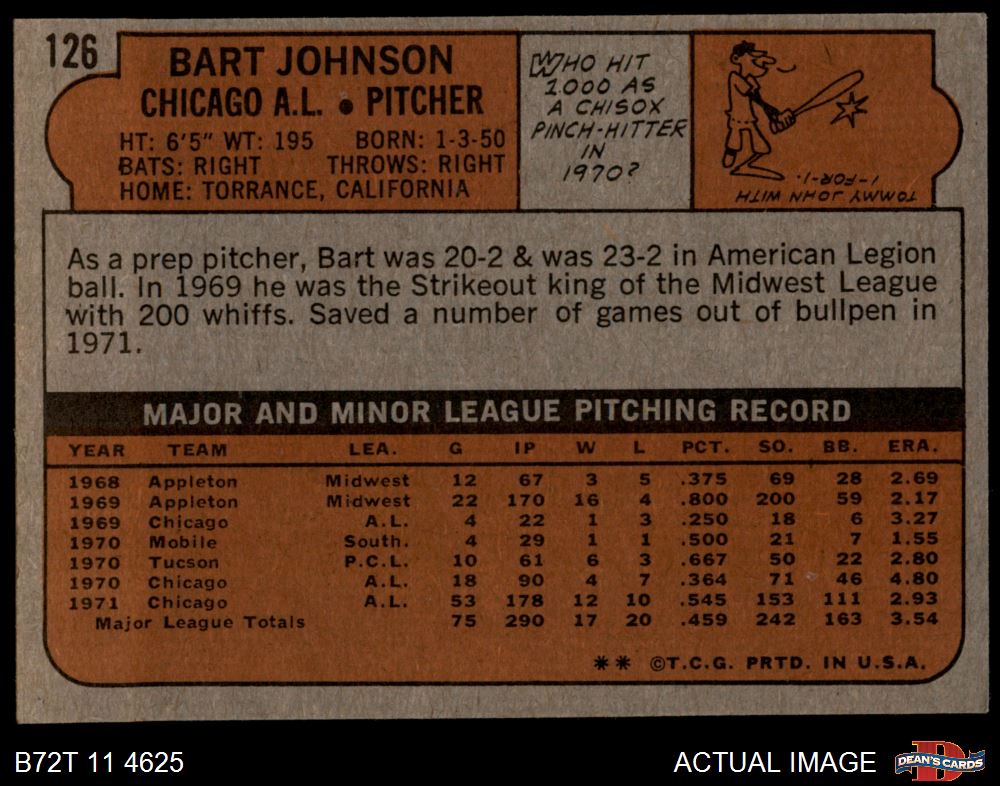 126
BART JOHNSON
CHICAGO A.L. ● PITCHER
HT: 6'5" WT: 195 BORN: 1-3-50
BATS: RIGHT THROWS: RIGHT
HOME: TORRANCE, CALIFORNIA
WHO HIT
1.000 AS
A CHISOX
PINCH-HITTER
IN
1970?
TOMMY JOHN WITH
1-FOR-1.
As a prep pitcher, Bart was 20-2 & was 23-2 in American Legion
ball. In 1969 he was the Strikeout king of the Midwest League
with 200 whiffs. Saved a number of games out of bullpen in
1971.
MAJOR AND MINOR LEAGUE PITCHING RECORD
YEAR TEAM LEA. G IP W L PCT. SO. BB. ERA.
1968 Appleton Midwest 12 67 3 5 .375 69 28 2.69
1969 Appleton Midwest 22 170 16 4 .800 200 59 2.17
1969 Chicago A.L. 4 22 1 3 .250 18 6 3.27
1970 Mobile South. 4 29 1 1 .500 21 7 1.55
1970 Tucson P.C.L. 10 61 6 3 .667 50 22 2.80
1970 Chicago A.L. 18 90 4 7 .364 71 46 4.80
1971 Chicago A.L. 53 178 12 10 .545 153 111 2.93
Major League Totals 75 290 17 20 .459 242 163 3.54
** ©T.C.G. PRTD. IN U.S.A.
B72T 11 4625
ACTUAL IMAGE
D
DEAN'S CARDS